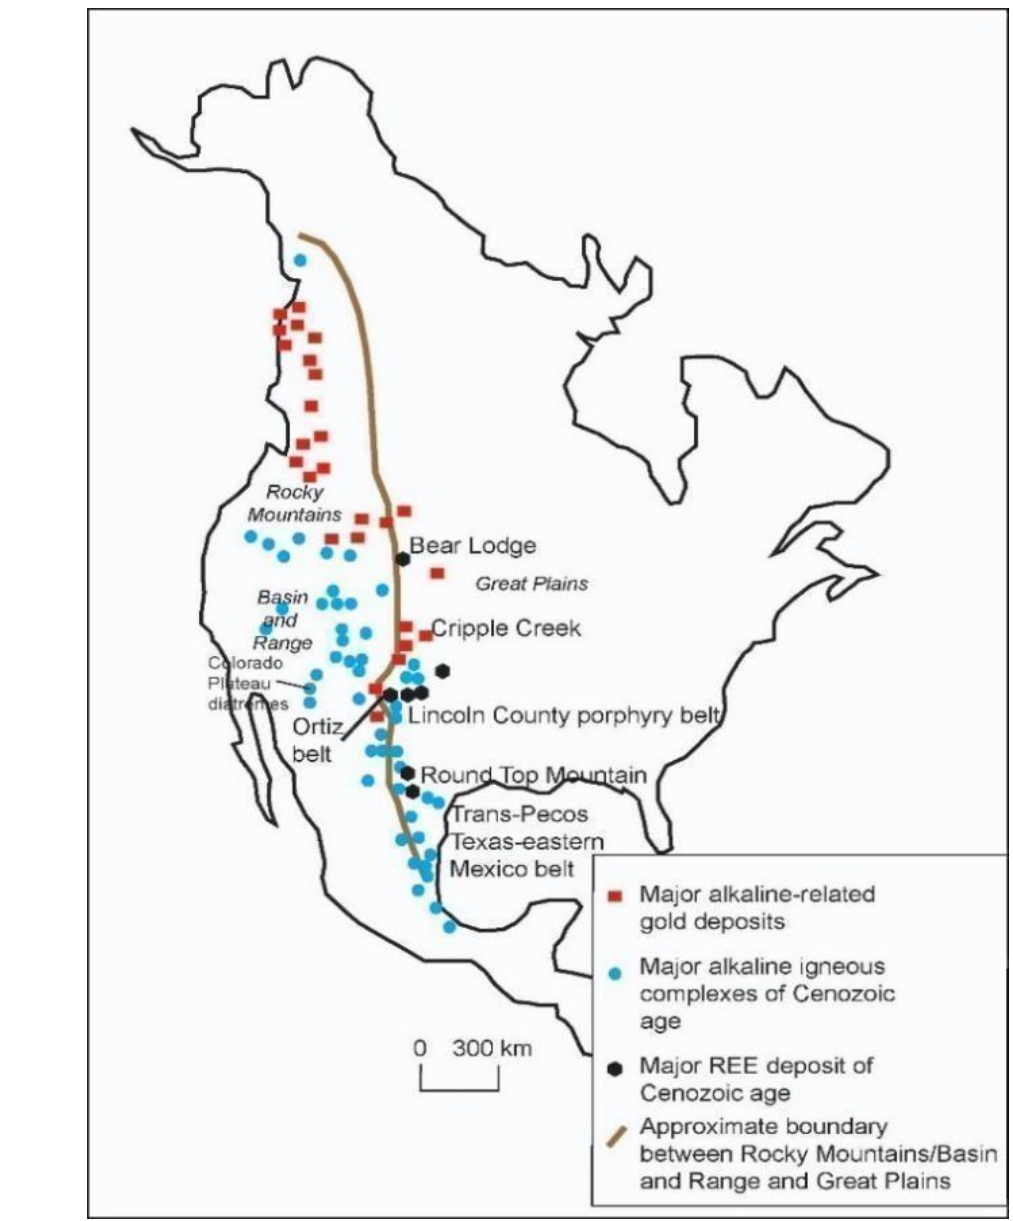 Rocky
Mountains
Bear Lodge
Great Plains
Basin
and
Range
Cripple Creek
Colorado
Plateau
diatremes
Lincoln County porphyry belt
Ortiz
belt
Round Top Mountain
Trans-Pecos
Texas-eastern
Mexico belt
Major alkaline-related
gold deposits
Major alkaline igneous
complexes of Cenozoic
age
0 300 km
Major REE deposit of
Cenozoic age
Approximate boundary
between Rocky Mountains/Basin
and Range and Great Plains